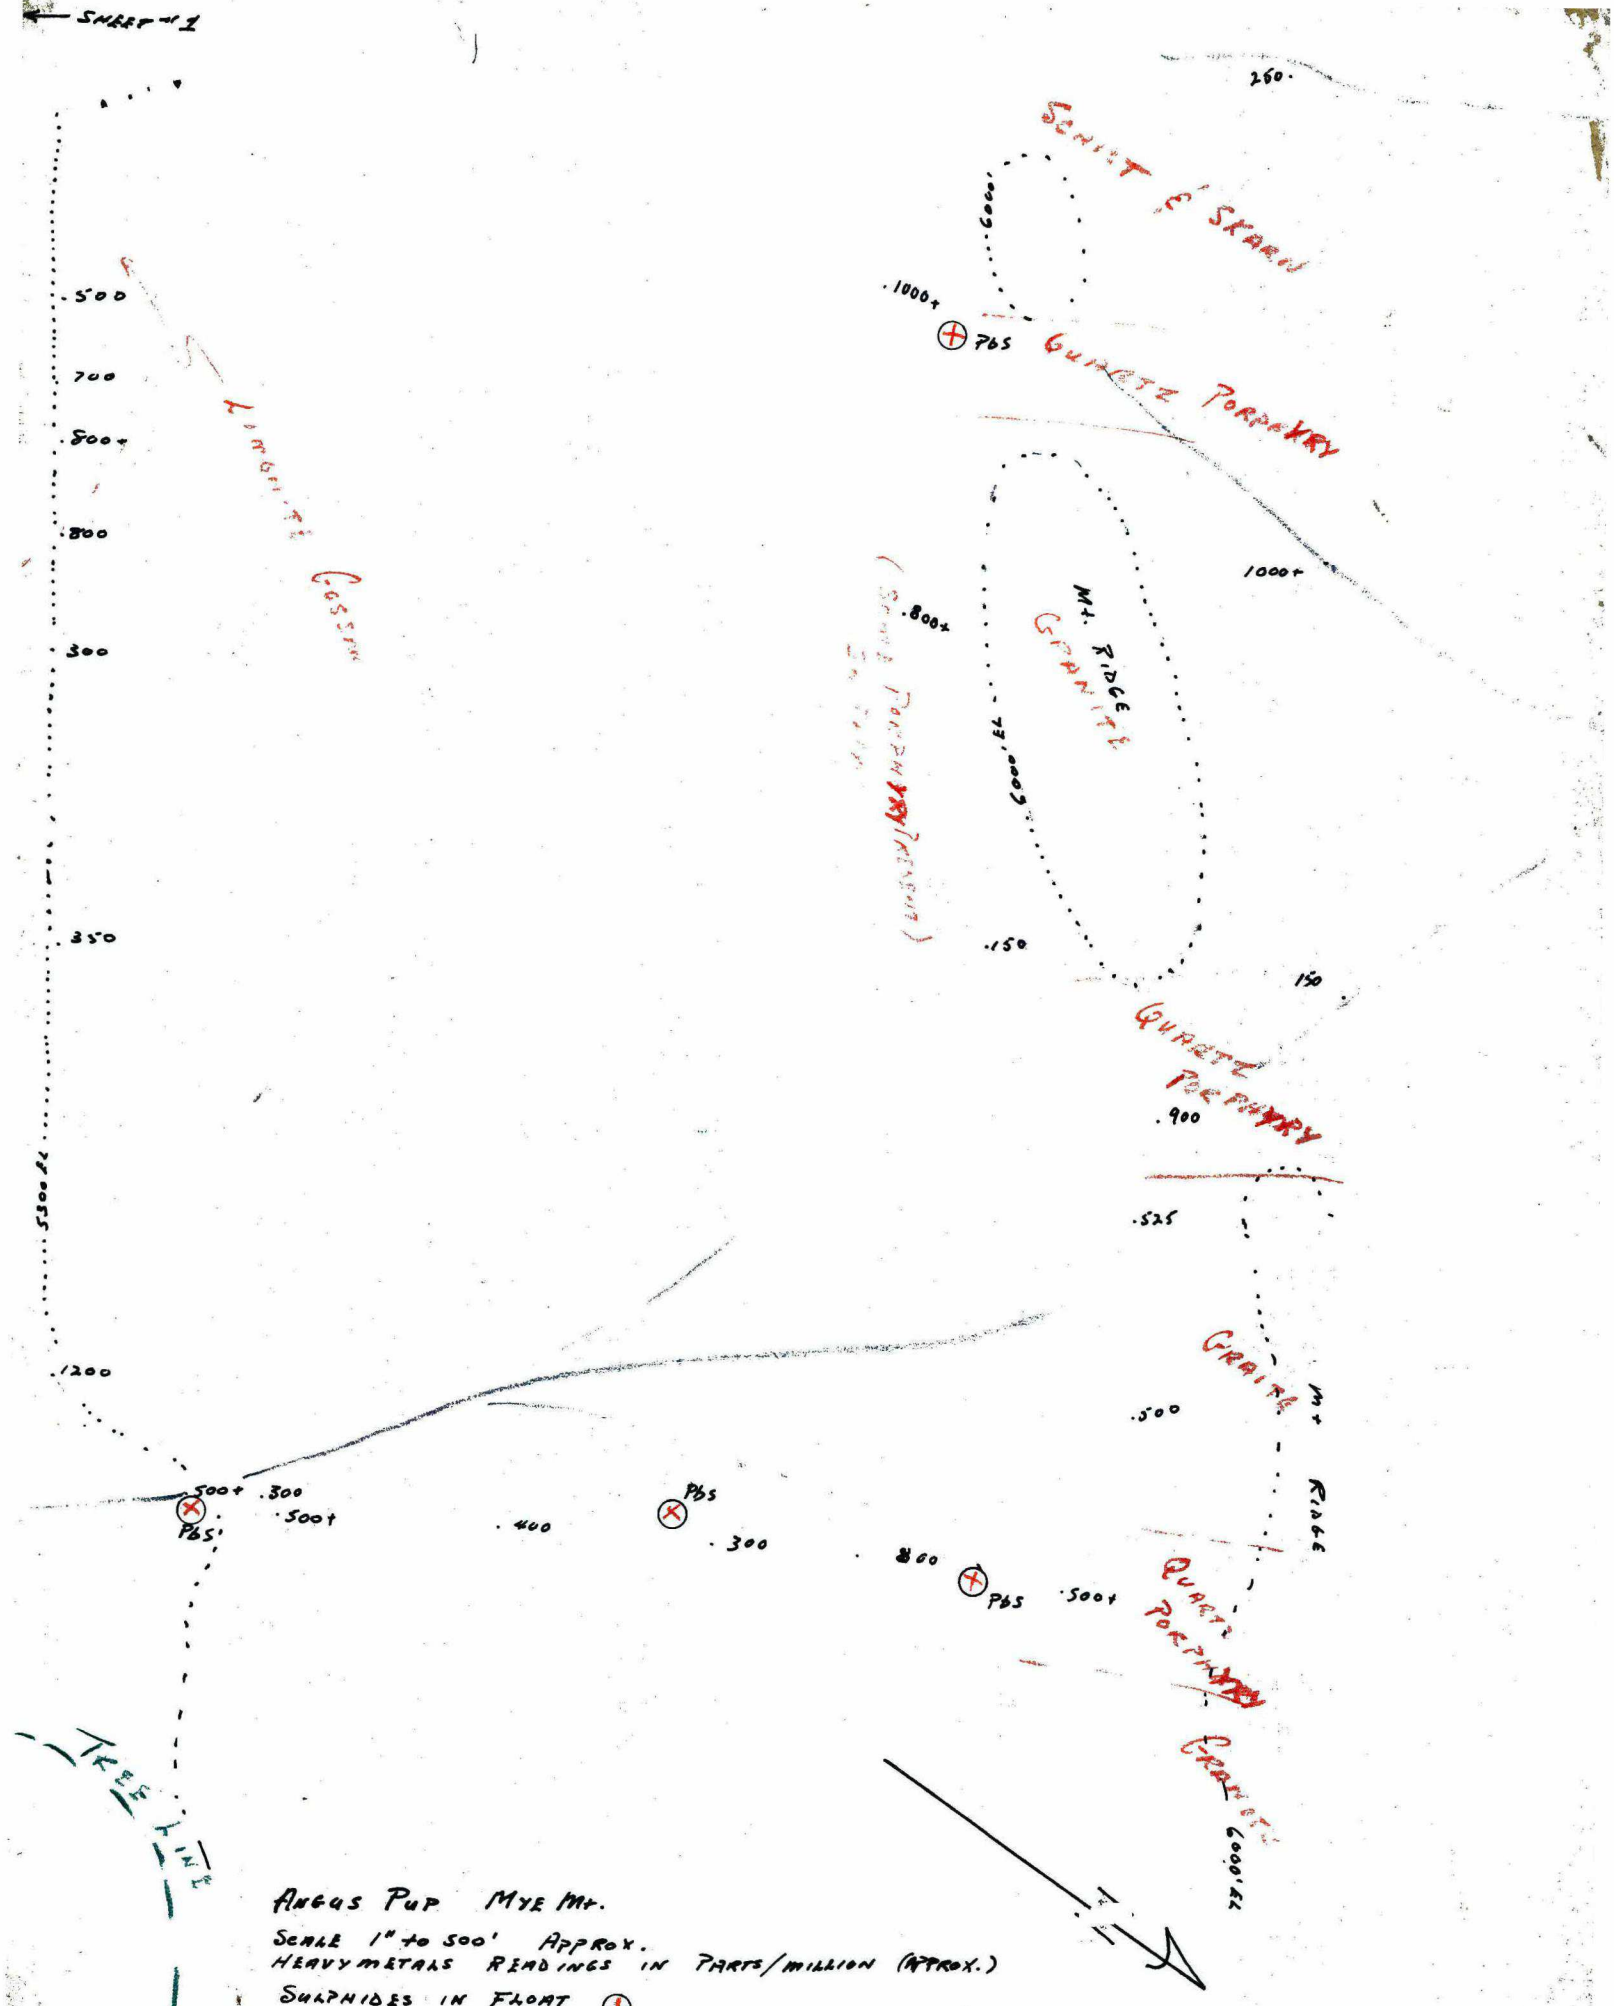 ← SHEET #1
260.
SCHIST & SKARN
6000'
.500
.1000+
PbS
QUARTZ PORPHYRY
700
.800+
LIMONITE GOSSAN
.800
1000+
.800+
MT. RIDGE
GRANITE
300
PORPHYRY
6000' EL
.350
.150
150
QUARTZ
PORPHYRY
.900
5300 EL
.525
GRAITE
.1200
.500
MT RIDGE
500+ .300
PbS
.500+
.400
PbS
.300
800
PbS
.500+
QUARTZ
PORPHYRY
GRANITE
6000' EL
TREE LINE
N
ANGUS PUP MYE MT.
SCALE 1" to 500' APPROX.
HEAVY METALS READINGS IN PARTS/MILLION (APPROX.)
SULPHIDES IN FLOAT